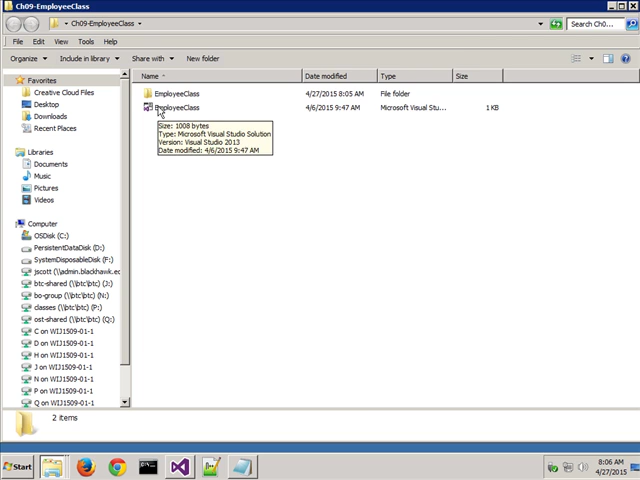 Ch09-EmployeeClass
Ch09-EmployeeClass
Search Ch0...
File Edit View Tools Help
Organize Include in library Share with New folder
Name Date modified Type Size
Favorites
Creative Cloud Files
Desktop
Downloads
Recent Places
Libraries
Documents
Music
Pictures
Videos
Computer
OSDisk (C:)
PersistentDataDisk (D:)
SystemDisposableDisk (F:)
jscott (\\admin.blackhawk.ec
btc-shared (\\btc\btc) (J:)
bo-group (\\btc\btc) (N:)
classes (\\btc\btc) (P:)
ost-shared (\\btc\btc) (Q:)
C on WIJ1509-01-1
D on WIJ1509-01-1
H on WIJ1509-01-1
J on WIJ1509-01-1
N on WIJ1509-01-1
P on WIJ1509-01-1
Q on WIJ1509-01-1
EmployeeClass 4/27/2015 8:05 AM File folder
EmployeeClass 4/6/2015 9:47 AM Microsoft Visual Stu... 1 KB
Size: 1008 bytes
Type: Microsoft Visual Studio Solution
Version: Visual Studio 2013
Date modified: 4/6/2015 9:47 AM
2 items
Start
8:06 AM
4/27/2015